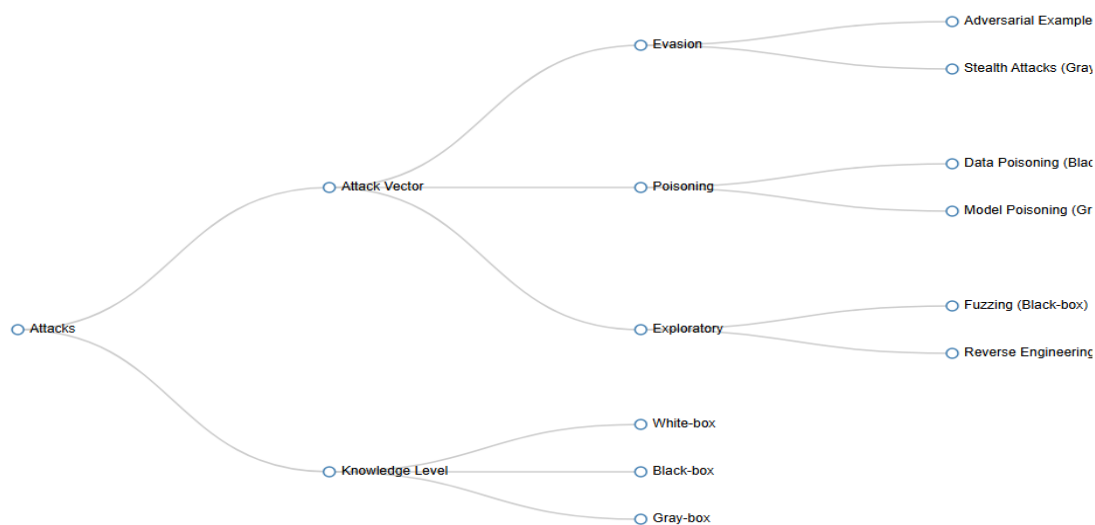 Adversarial Example
Evasion
Stealth Attacks (Gray
Data Poisoning (Blac
Attack Vector
Poisoning
Model Poisoning (Gr
Fuzzing (Black-box)
Attacks
Exploratory
Reverse Engineering
White-box
Knowledge Level
Black-box
Gray-box